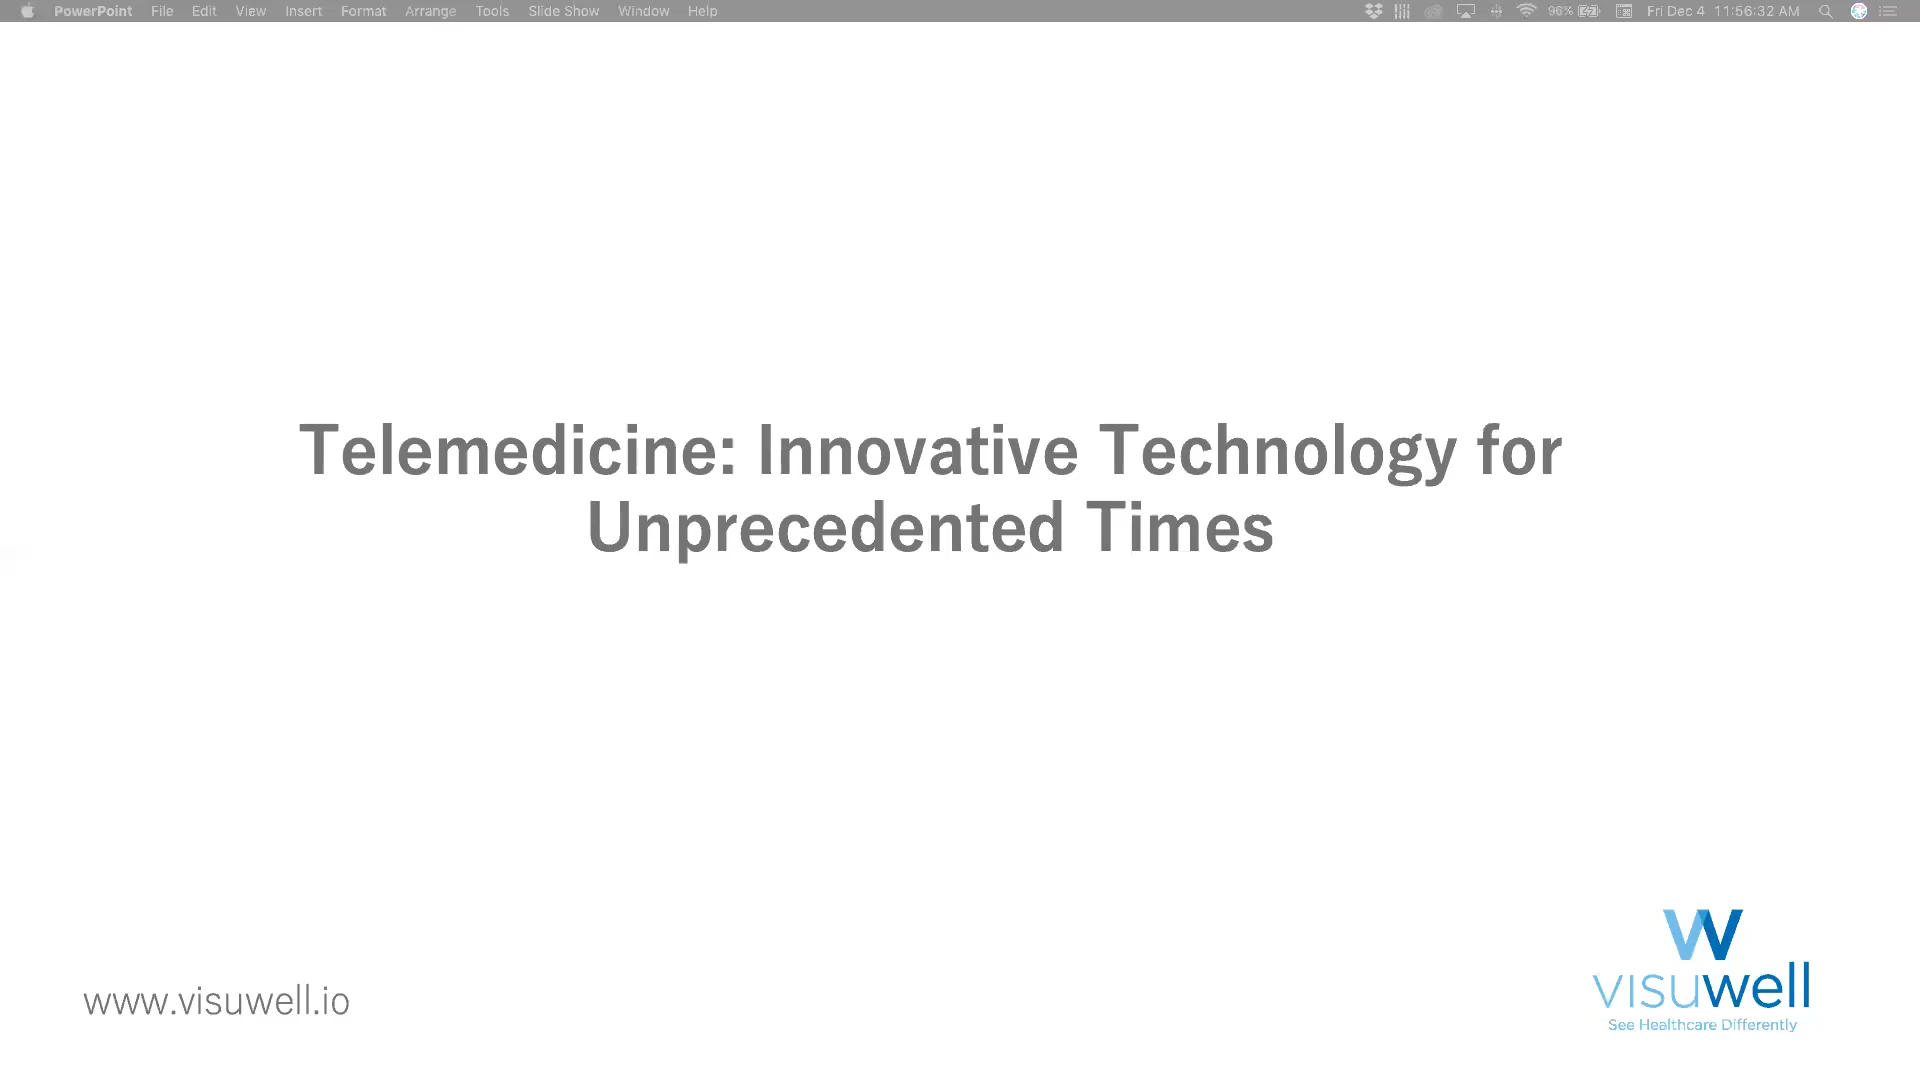 PowerPoint File Edit View Insert Format Arrange Tools Slide Show Window Help 96% Fri Dec 4 11:56:32 AM
Telemedicine: Innovative Technology for
Unprecedented Times
www.visuwell.io
visuwell
See Healthcare Differently